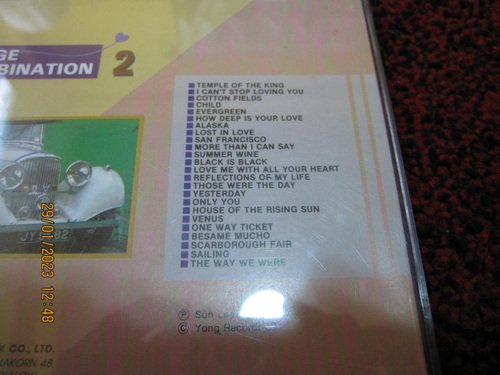 GE
BINATION 2
TEMPLE OF THE KING
I CAN'T STOP LOVING YOU
COTTON FIELDS
CHILD
EVERGREEN
HOW DEEP IS YOUR LOVE
ALASKA
LOST IN LOVE
SAN FRANCISCO
MORE THAN I CAN SAY
SUMMER WINE
BLACK IS BLACK
LOVE ME WITH ALL YOUR HEART
REFLECTIONS OF MY LIFE
THOSE WERE THE DAY
YESTERDAY
ONLY YOU
HOUSE OF THE RISING SUN
VENUS
ONE WAY TICKET
BESAME MUCHO
SCARBOROUGH FAIR
SAILING
THE WAY WE WERE
Ⓟ Sun
© Yong Record
K CO., LTD.
AKORN 48,
29/01/2023 12:48